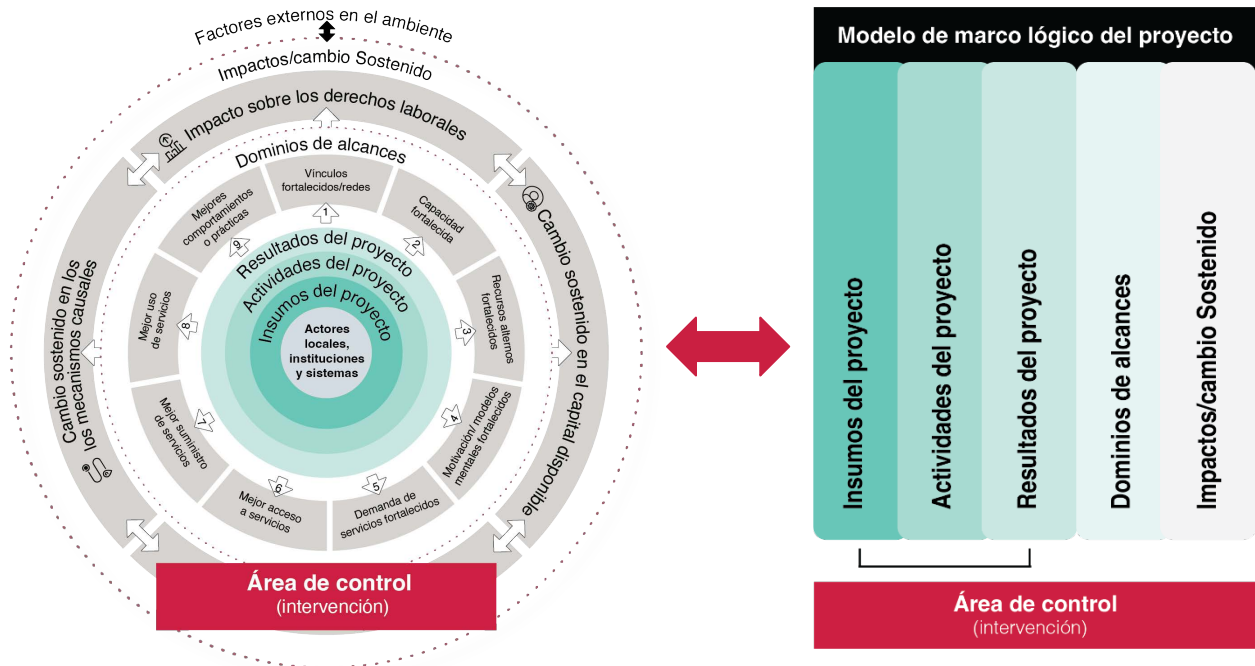 Factores externos en el ambiente
Impactos/cambio Sostenido
Impacto sobre los derechos laborales
Dominios de alcances
Vínculos
fortalecidos/redes
1
Capacidad
fortalecida
2
Recursos alternos
fortalecidos
3
Motivación/ modelos
mentales fortalecidos
4
Demanda de
servicios fortalecidos
5
Mejor acceso
a servicios
6
Mejor suministro
de servicios
7
Mejor uso
de servicios
8
Mejores
comportamientos
o prácticas
9
Resultados del proyecto
Actividades del proyecto
Insumos del proyecto
Actores
locales,
instituciones
y sistemas
Cambio sostenido en el capital disponible
Cambio sostenido en los
los mecanismos causales
Área de control
(intervención)
Modelo de marco lógico del proyecto
Insumos del proyecto
Actividades del proyecto
Resultados del proyecto
Dominios de alcances
Impactos/cambio Sostenido
Área de control
(intervención)